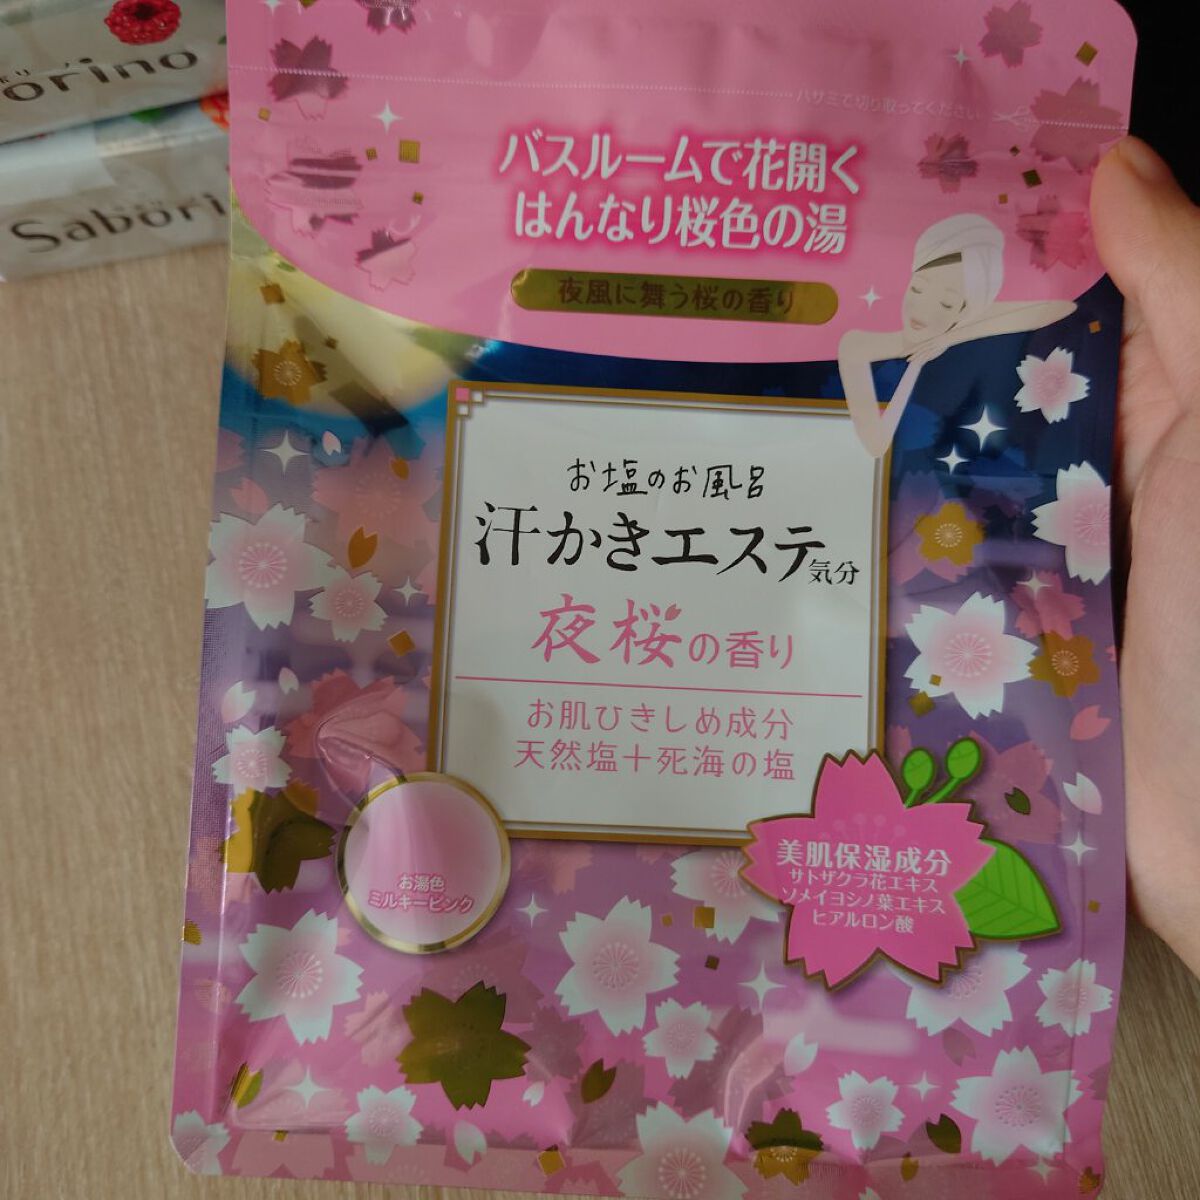 orino
Sabori
ハサミで切り取ってください
バスルームで花開く
はんなり桜色の湯
夜風に舞う桜の香り
お塩のお風呂
汗かきエステ気分
夜桜の香り
お肌ひきしめ成分
天然塩+死海の塩
美肌保湿成分
サトザクラ花エキス
ソメイヨシノ葉エキス
ヒアルロン酸
お湯色
ミルキーピンク